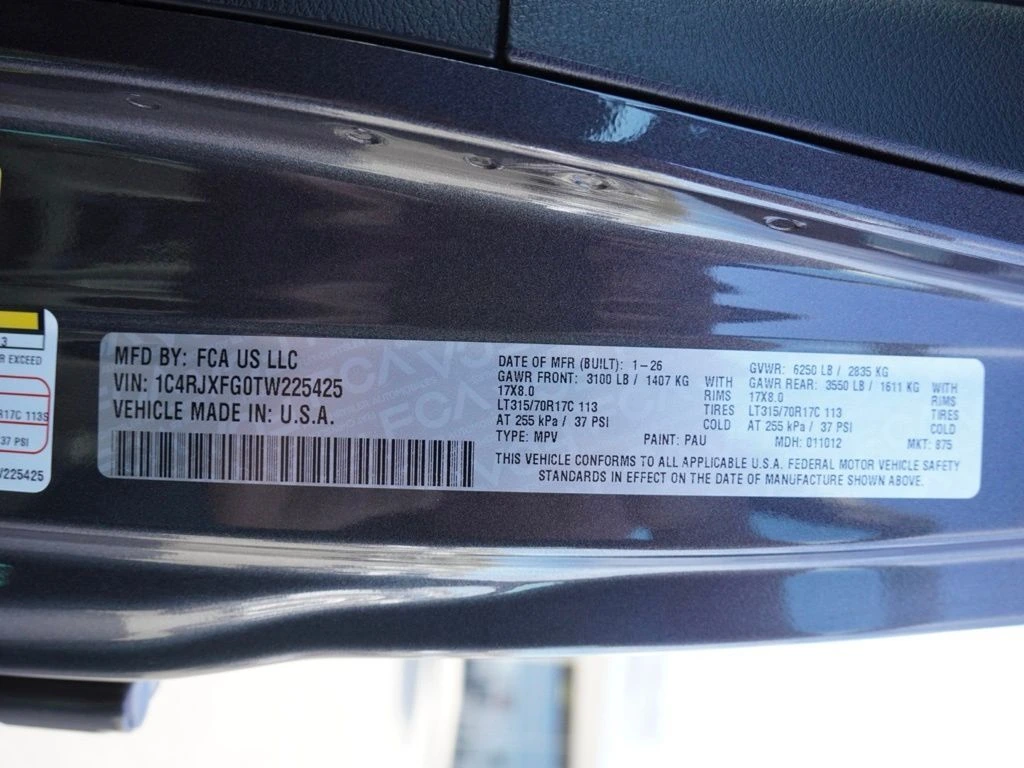 3
R EXCEED
R17C 113S
37 PSI
W225425
MFD BY: FCA US LLC
VIN: 1C4RJXFG0TW225425
VEHICLE MADE IN: U.S.A.
DATE OF MFR (BUILT): 1-26 GVWR: 6250 LB / 2835 KG
GAWR FRONT: 3100 LB / 1407 KG WITH GAWR REAR: 3550 LB / 1611 KG WITH
17X8.0 RIMS 17X8.0 RIMS
LT315/70R17C 113 TIRES LT315/70R17C 113 TIRES
AT 255 kPa / 37 PSI COLD AT 255 kPa / 37 PSI COLD
TYPE: MPV PAINT: PAU MDH: 011012 MKT: 875
THIS VEHICLE CONFORMS TO ALL APPLICABLE U.S.A. FEDERAL MOTOR VEHICLE SAFETY
STANDARDS IN EFFECT ON THE DATE OF MANUFACTURE SHOWN ABOVE.